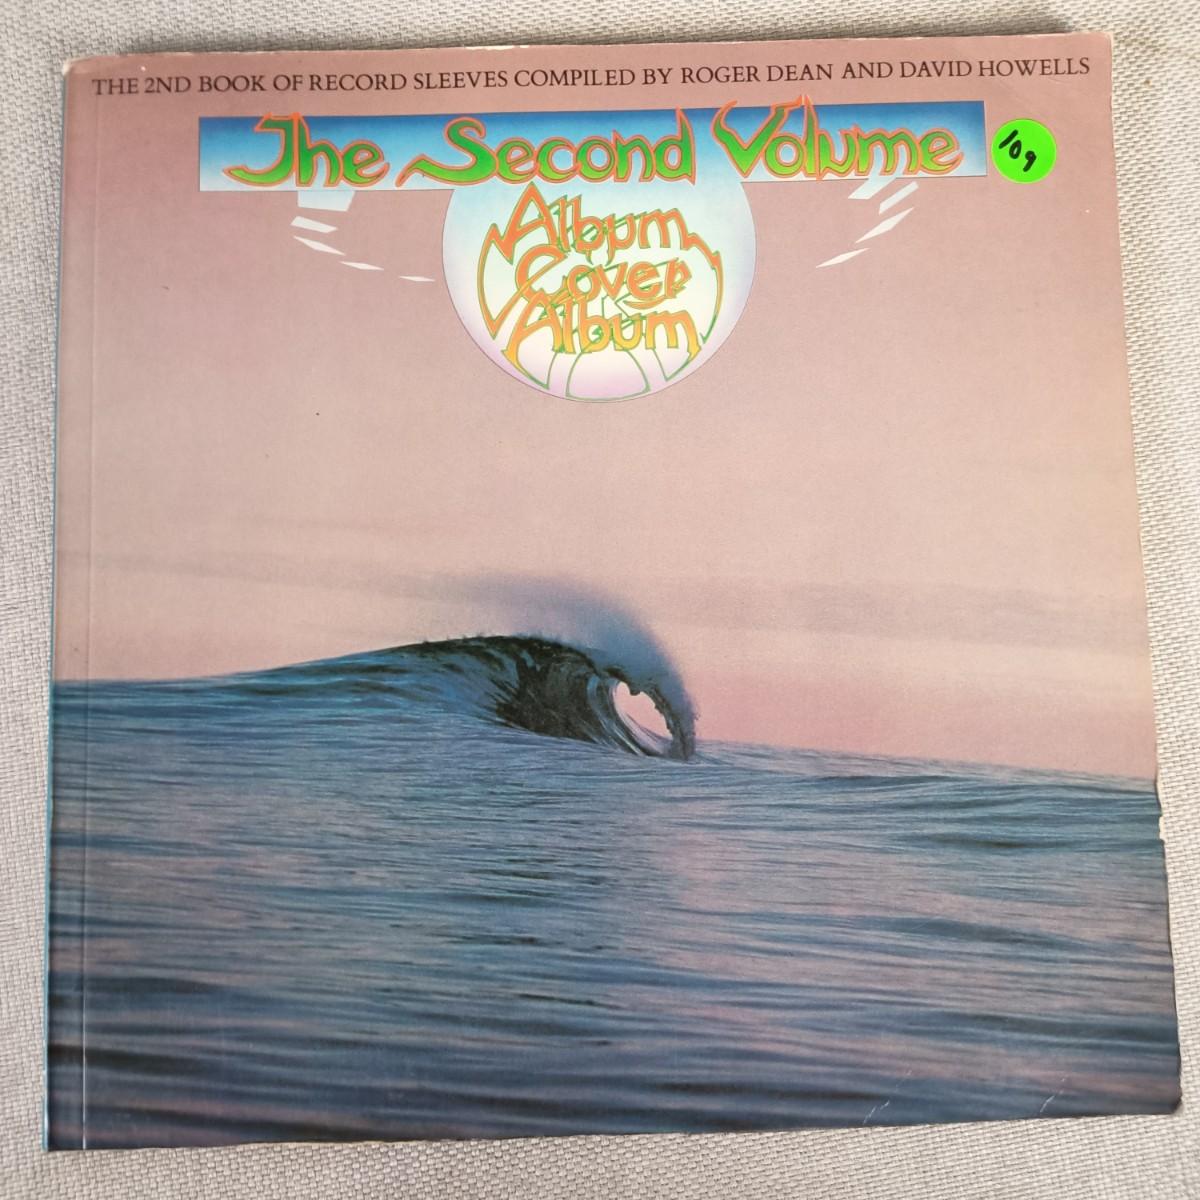 THE 2ND BOOK OF RECORD SLEEVES COMPILED BY ROGER DEAN AND DAVID HOWELLS
The Second Volume
109
Album
Cover
Album